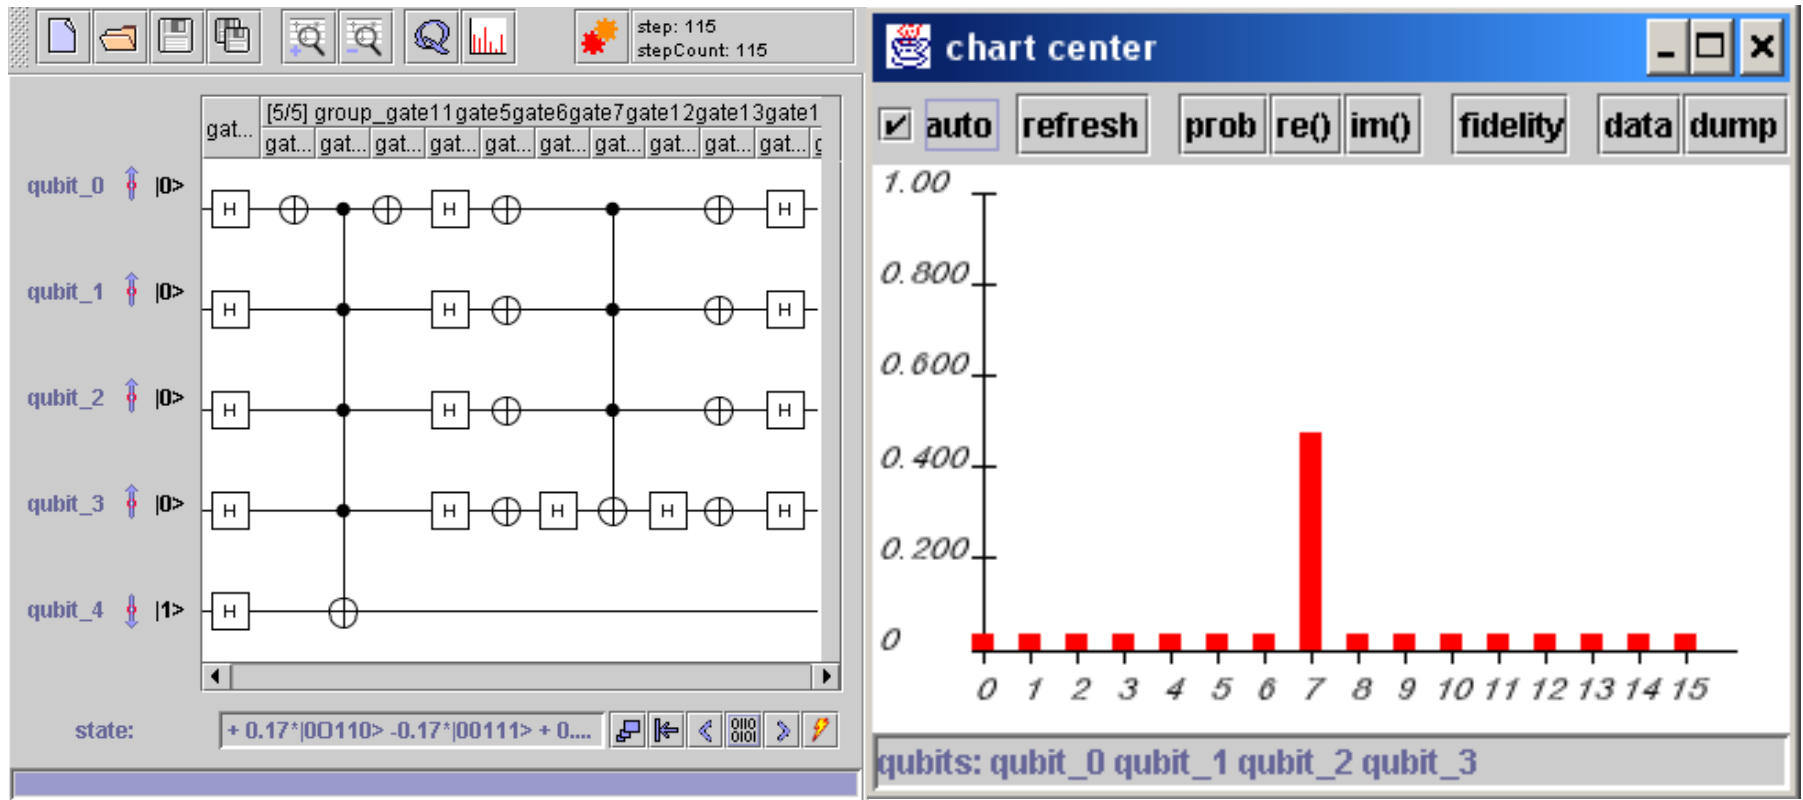 step: 115
stepCount: 115
gat...
[5/5] group_gate11gate5gate6gate7gate12gate13gate1
gat... gat... gat... gat... gat... gat... gat... gat... gat... gat... g
qubit_0 |0>
H H H
qubit_1 |0>
H H H
qubit_2 |0>
H H H
qubit_3 |0>
H H H H H
qubit_4 |1>
H
state: + 0.17*|00110> -0.17*|00111> + 0....
0110
0101
chart center
auto refresh prob re() im() fidelity data dump
1.00
0.800
0.600
0.400
0.200
0
0 1 2 3 4 5 6 7 8 9 10 11 12 13 14 15
qubits: qubit_0 qubit_1 qubit_2 qubit_3